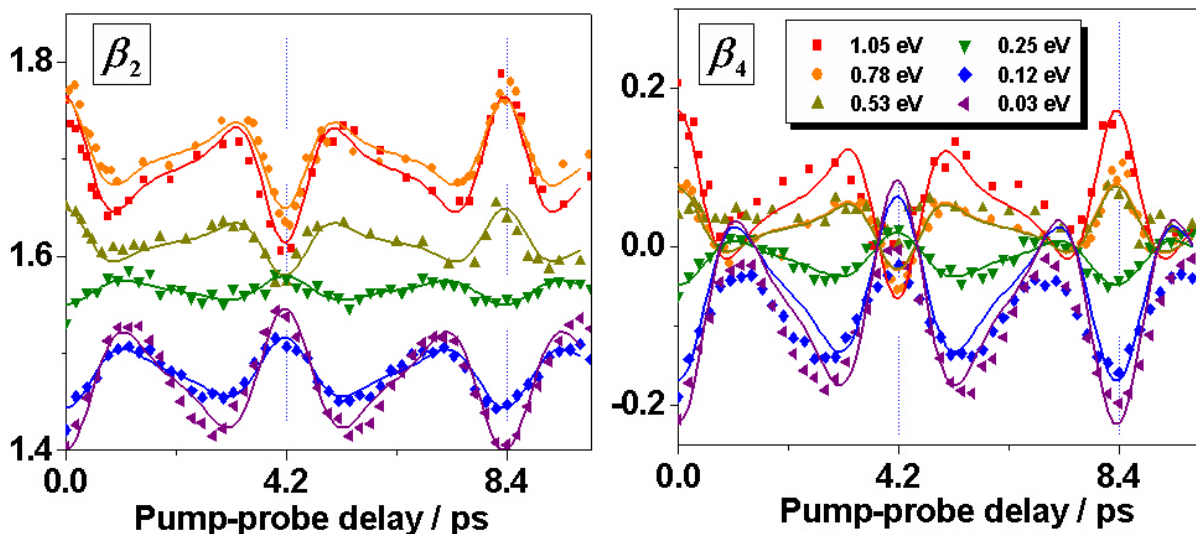 β₂
1.8
1.6
1.4
0.0 4.2 8.4
Pump-probe delay / ps
β₄
1.05 eV 0.25 eV
0.78 eV 0.12 eV
0.53 eV 0.03 eV
0.2
0.0
-0.2
0.0 4.2 8.4
Pump-probe delay / ps